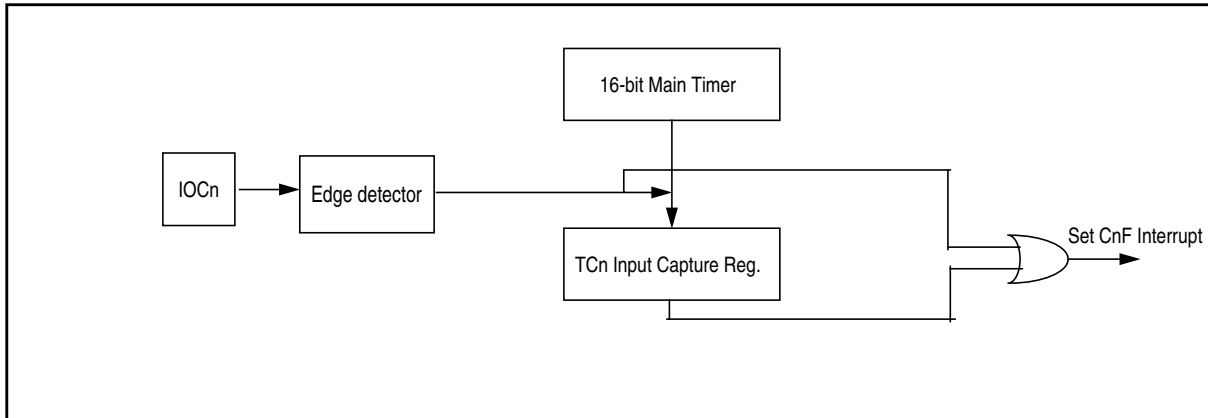 16-bit Main Timer
IOCn
Edge detector
TCn Input Capture Reg.
Set CnF Interrupt